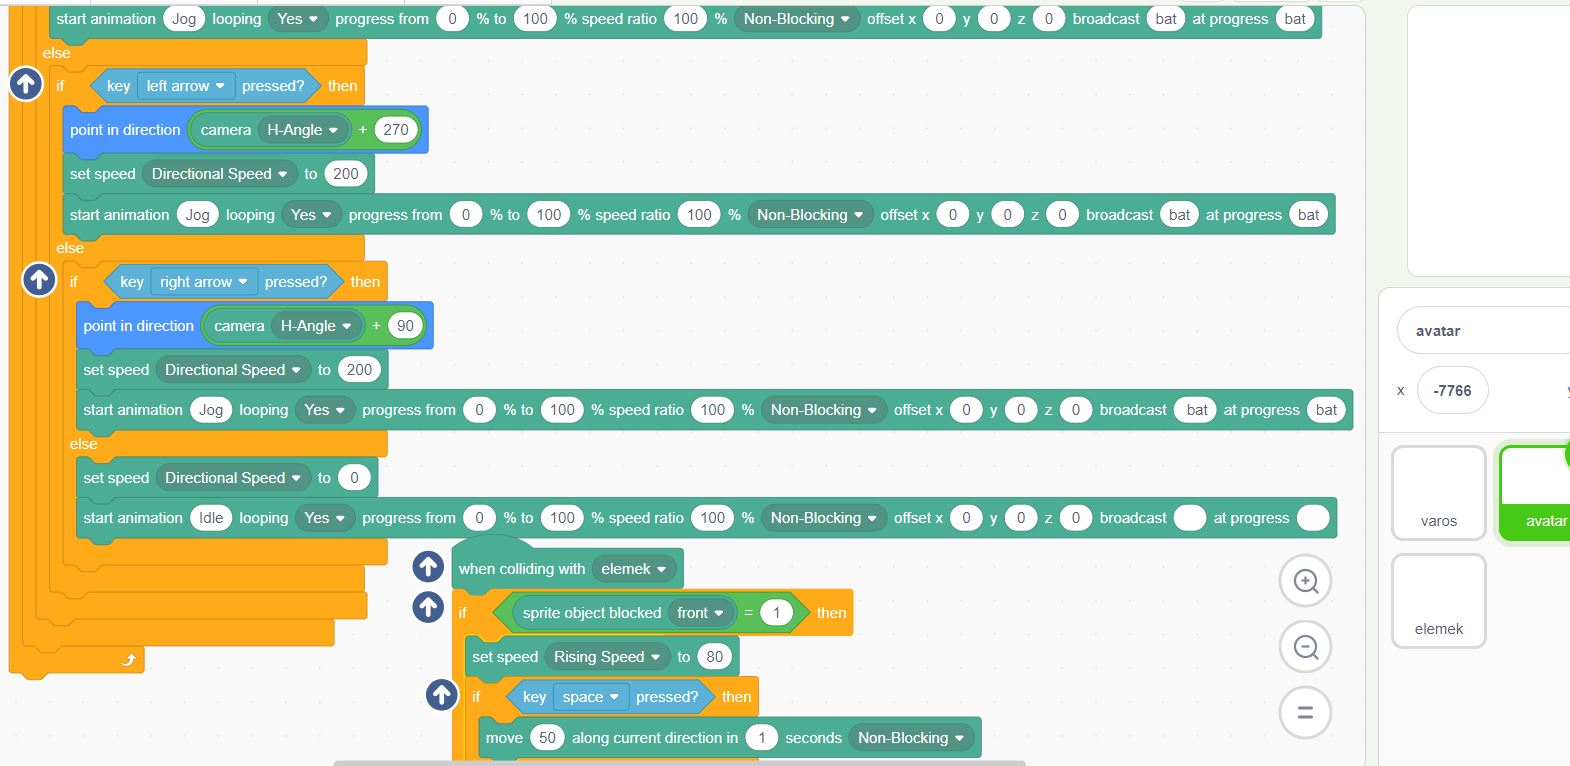 start animation Jog looping Yes progress from 0 % to 100 % speed ratio 100 % Non-Blocking offset x 0 y 0 z 0 broadcast bat at progress bat
else
if key left arrow pressed? then
point in direction camera H-Angle + 270
set speed Directional Speed to 200
start animation Jog looping Yes progress from 0 % to 100 % speed ratio 100 % Non-Blocking offset x 0 y 0 z 0 broadcast bat at progress bat
else
if key right arrow pressed? then
point in direction camera H-Angle + 90
set speed Directional Speed to 200
start animation Jog looping Yes progress from 0 % to 100 % speed ratio 100 % Non-Blocking offset x 0 y 0 z 0 broadcast bat at progress bat
else
set speed Directional Speed to 0
start animation Idle looping Yes progress from 0 % to 100 % speed ratio 100 % Non-Blocking offset x 0 y 0 z 0 broadcast at progress
when colliding with elemek
if sprite object blocked front = 1 then
set speed Rising Speed to 80
if key space pressed? then
move 50 along current direction in 1 seconds Non-Blocking
avatar
x -7766
varos
avatar
elemek